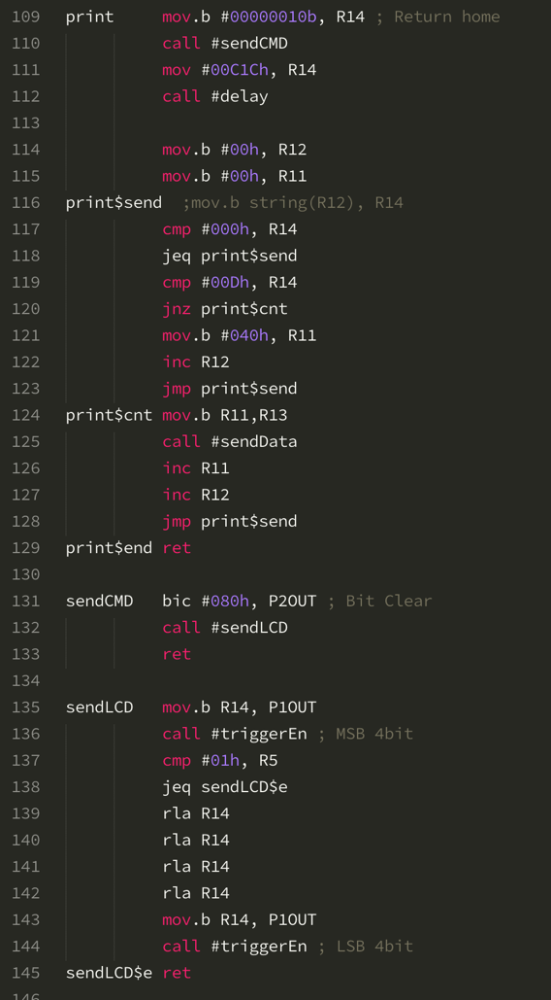 109 print mov.b #00000010b, R14 ; Return home
110 call #sendCMD
111 mov #00C1Ch, R14
112 call #delay
113
114 mov.b #00h, R12
115 mov.b #00h, R11
116 print$send ;mov.b string(R12), R14
117 cmp #000h, R14
118 jeq print$send
119 cmp #00Dh, R14
120 jnz print$cnt
121 mov.b #040h, R11
122 inc R12
123 jmp print$send
124 print$cnt mov.b R11,R13
125 call #sendData
126 inc R11
127 inc R12
128 jmp print$send
129 print$end ret
130
131 sendCMD bic #080h, P2OUT ; Bit Clear
132 call #sendLCD
133 ret
134
135 sendLCD mov.b R14, P1OUT
136 call #triggerEn ; MSB 4bit
137 cmp #01h, R5
138 jeq sendLCD$e
139 rla R14
140 rla R14
141 rla R14
142 rla R14
143 mov.b R14, P1OUT
144 call #triggerEn ; LSB 4bit
145 sendLCD$e ret